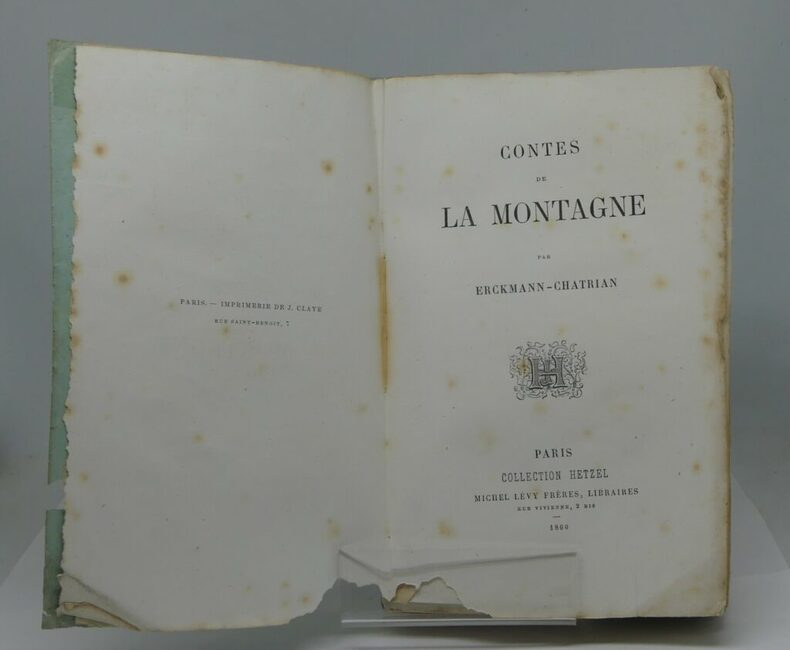 PARIS. — IMPRIMERIE DE J. CLAYE
RUE SAINT-BENOIT, 7
CONTES
DE
LA MONTAGNE
PAR
ERCKMANN-CHATRIAN
H
PARIS
COLLECTION HETZEL
MICHEL LÉVY FRÈRES, LIBRAIRES
RUE VIVIENNE, 2 BIS
—
1860